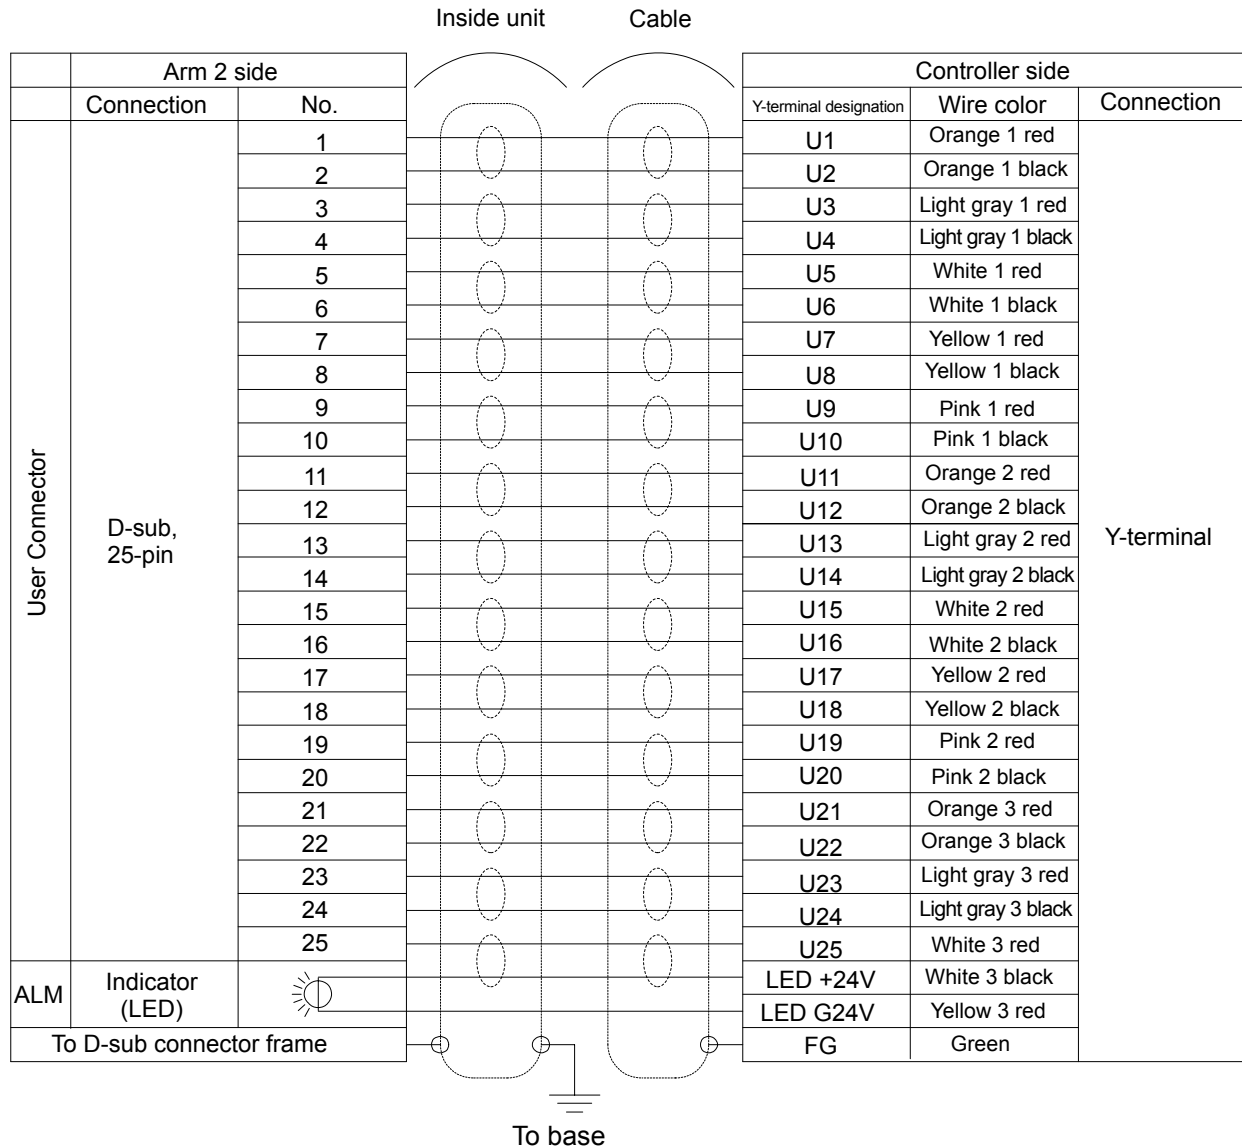 Inside unit Cable
Arm 2 side Controller side
Connection No. Y-terminal designation Wire color Connection
1 U1 Orange 1 red
2 U2 Orange 1 black
3 U3 Light gray 1 red
4 U4 Light gray 1 black
5 U5 White 1 red
6 U6 White 1 black
7 U7 Yellow 1 red
8 U8 Yellow 1 black
9 U9 Pink 1 red
10 U10 Pink 1 black
11 U11 Orange 2 red
12 U12 Orange 2 black
User Connector
D-sub,
25-pin
13 U13 Light gray 2 red
Y-terminal
14 U14 Light gray 2 black
15 U15 White 2 red
16 U16 White 2 black
17 U17 Yellow 2 red
18 U18 Yellow 2 black
19 U19 Pink 2 red
20 U20 Pink 2 black
21 U21 Orange 3 red
22 U22 Orange 3 black
23 U23 Light gray 3 red
24 U24 Light gray 3 black
25 U25 White 3 red
ALM
Indicator
(LED)
LED +24V White 3 black
LED G24V Yellow 3 red
To D-sub connector frame FG Green
To base